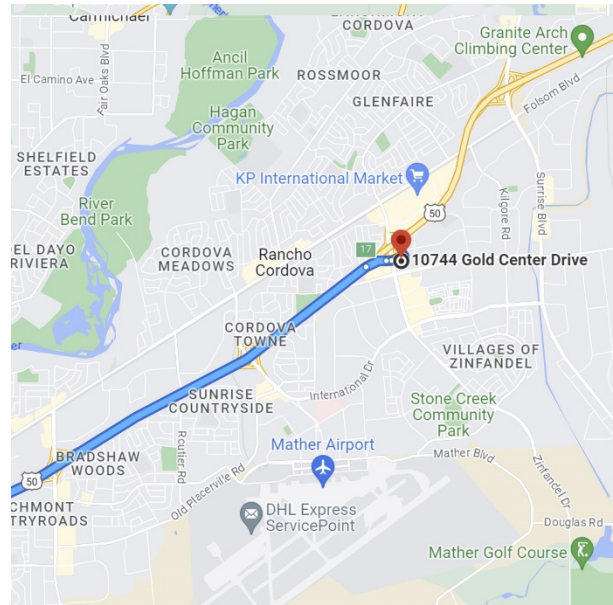 Carmichael
CORDOVA
Granite Arch
Climbing Center
El Camino Ave
Fair Oaks Blvd
Ancil
Hoffman Park
ROSSMOOR
Folsom Blvd
GLENFAIRE
Hagan
Community
Park
SHELFIELD
ESTATES
KP International Market
River
Bend Park
50
Kilgore Rd
Sunrise Blvd
DEL DAYO
RIVIERA
CORDOVA
MEADOWS
Rancho
Cordova
17
10744 Gold Center Drive
CORDOVA
TOWNE
VILLAGES OF
ZINFANDEL
International Dr
SUNRISE
COUNTRYSIDE
Stone Creek
Community
Park
Routier Rd
Mather Airport
Mather Blvd
BRADSHAW
WOODS
50
Old Placerville Rd
Zinfandel Dr
DHL Express
ServicePoint
Douglas Rd
CHMONT
TRYROADS
Mather Golf Course